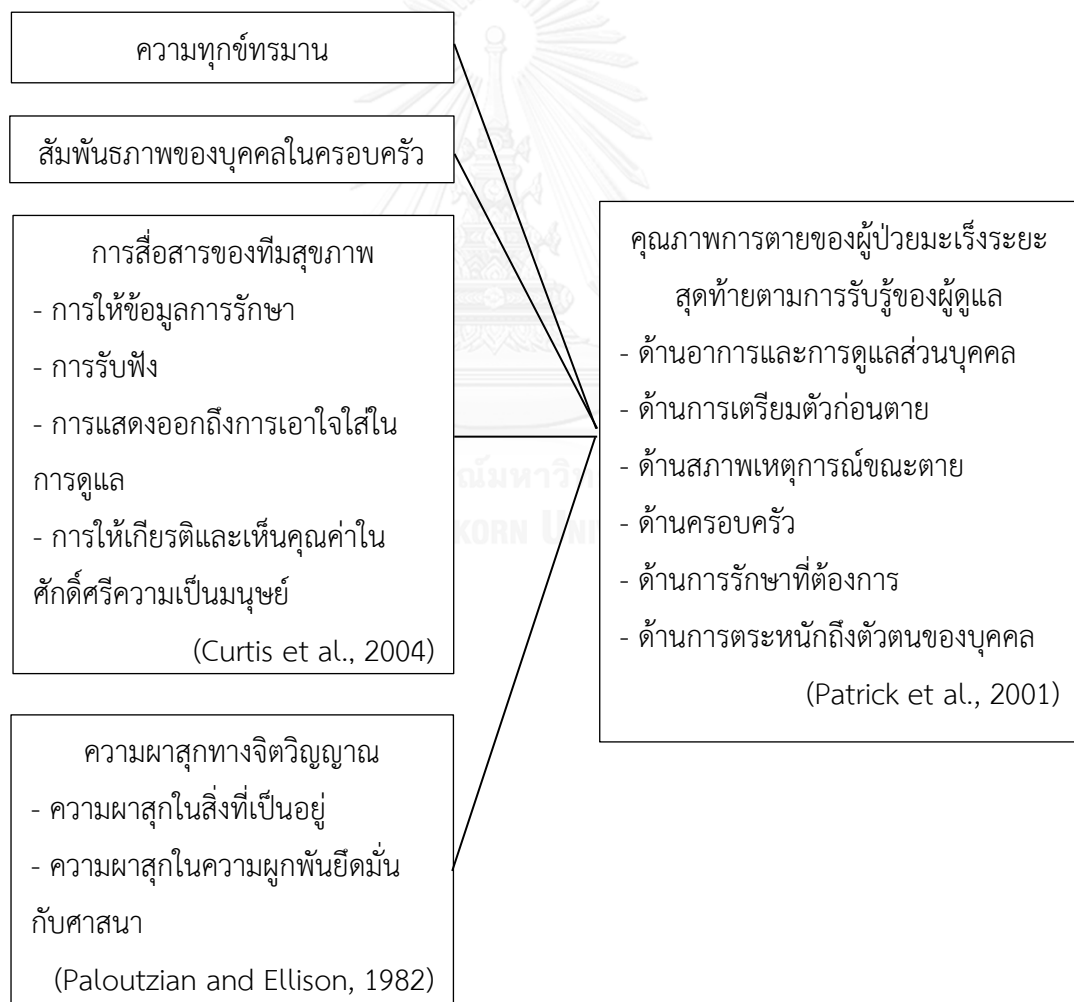 ความทุกข์ทรมาน
สัมพันธภาพของบุคคลในครอบครัว
การสื่อสารของทีมสุขภาพ
- การให้ข้อมูลการรักษา
- การรับฟัง
- การแสดงออกถึงการเอาใจใส่ใน
การดูแล
- การให้เกียรติและเห็นคุณค่าใน
ศักดิ์ศรีความเป็นมนุษย์
(Curtis et al., 2004)
ความผาสุกทางจิตวิญญาณ
- ความผาสุกในสิ่งที่เป็นอยู่
- ความผาสุกในความผูกพันยึดมั่น
กับศาสนา
(Paloutzian and Ellison, 1982)
คุณภาพการตายของผู้ป่วยมะเร็งระยะ
สุดท้ายตามการรับรู้ของผู้ดูแล
- ด้านอาการและการดูแลส่วนบุคคล
- ด้านการเตรียมตัวก่อนตาย
- ด้านสภาพเหตุการณ์ขณะตาย
- ด้านครอบครัว
- ด้านการรักษาที่ต้องการ
- ด้านการตระหนักถึงตัวตนของบุคคล
(Patrick et al., 2001)